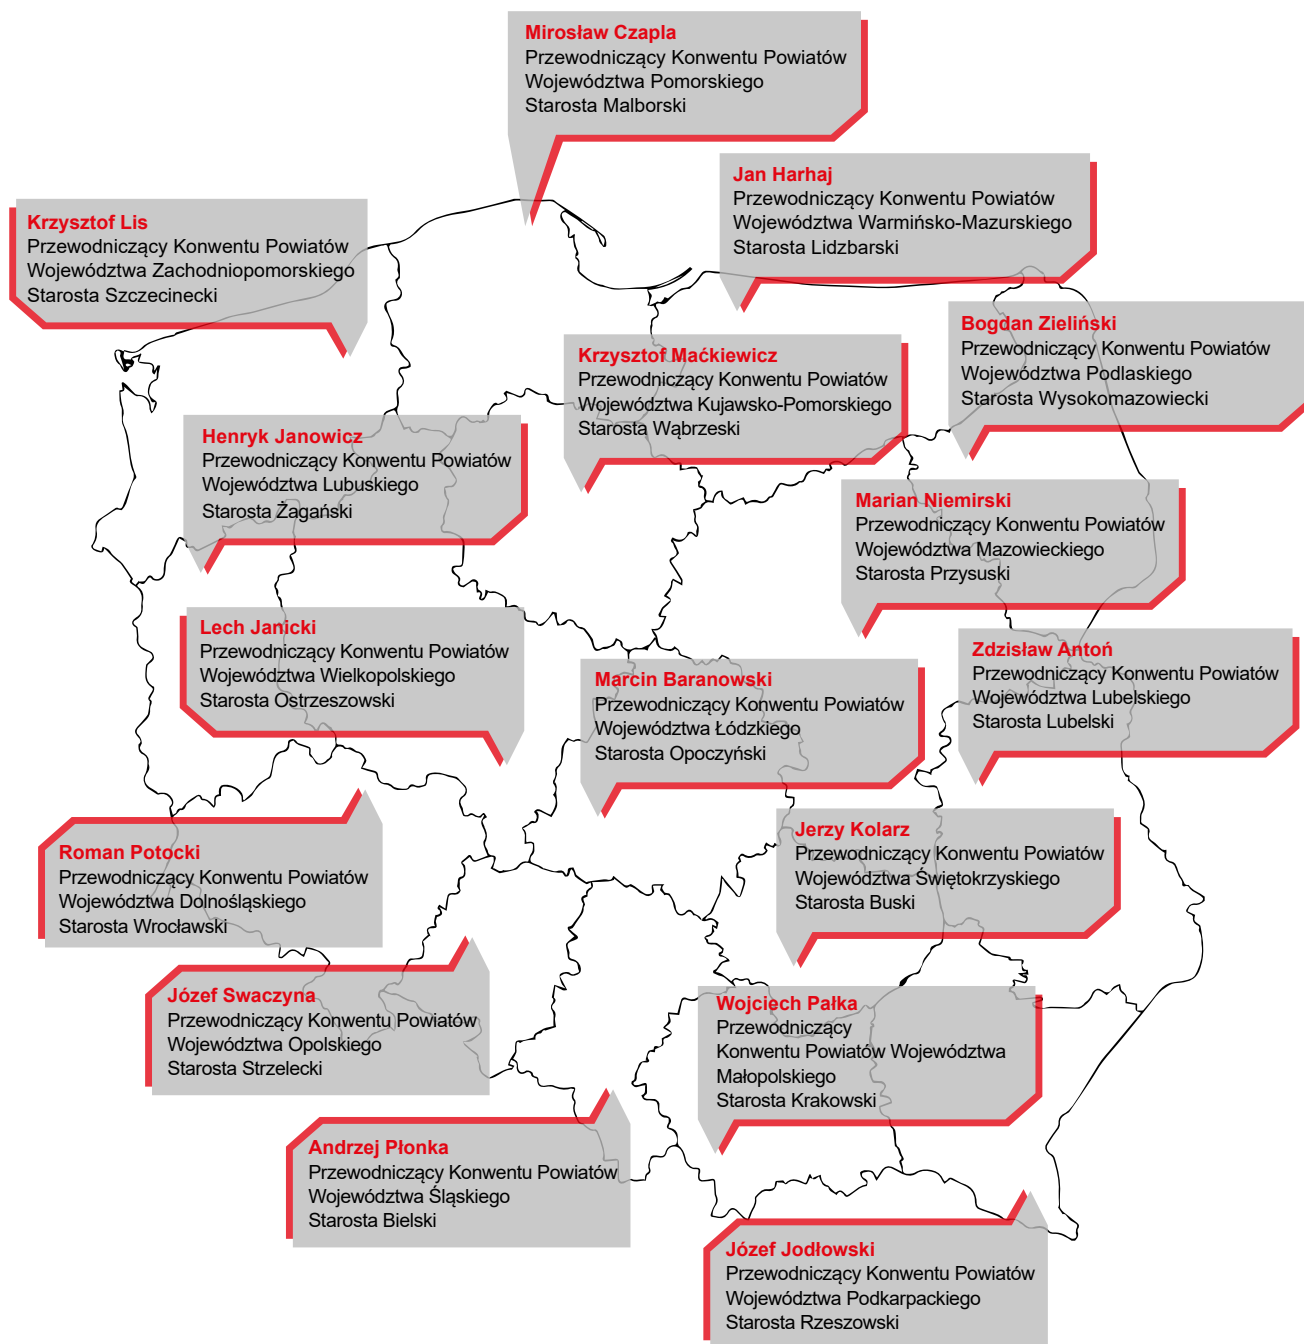 Mirosław Czapla
Przewodniczący Konwentu Powiatów
Województwa Pomorskiego
Starosta Malborski
Jan Harhaj
Przewodniczący Konwentu Powiatów
Województwa Warmińsko-Mazurskiego
Starosta Lidzbarski
Krzysztof Lis
Przewodniczący Konwentu Powiatów
Województwa Zachodniopomorskiego
Starosta Szczecinecki
Bogdan Zieliński
Przewodniczący Konwentu Powiatów
Województwa Podlaskiego
Starosta Wysokomazowiecki
Krzysztof Maćkiewicz
Przewodniczący Konwentu Powiatów
Województwa Kujawsko-Pomorskiego
Starosta Wąbrzeski
Henryk Janowicz
Przewodniczący Konwentu Powiatów
Województwa Lubuskiego
Starosta Żagański
Marian Niemirski
Przewodniczący Konwentu Powiatów
Województwa Mazowieckiego
Starosta Przysuski
Lech Janicki
Przewodniczący Konwentu Powiatów
Województwa Wielkopolskiego
Starosta Ostrzeszowski
Zdzisław Antoń
Przewodniczący Konwentu Powiatów
Województwa Lubelskiego
Starosta Lubelski
Marcin Baranowski
Przewodniczący Konwentu Powiatów
Województwa Łódzkiego
Starosta Opoczyński
Jerzy Kolarz
Przewodniczący Konwentu Powiatów
Województwa Świętokrzyskiego
Starosta Buski
Roman Potocki
Przewodniczący Konwentu Powiatów
Województwa Dolnośląskiego
Starosta Wrocławski
Józef Swaczyna
Przewodniczący Konwentu Powiatów
Województwa Opolskiego
Starosta Strzelecki
Wojciech Pałka
Przewodniczący
Konwentu Powiatów Województwa
Małopolskiego
Starosta Krakowski
Andrzej Płonka
Przewodniczący Konwentu Powiatów
Województwa Śląskiego
Starosta Bielski
Józef Jodłowski
Przewodniczący Konwentu Powiatów
Województwa Podkarpackiego
Starosta Rzeszowski